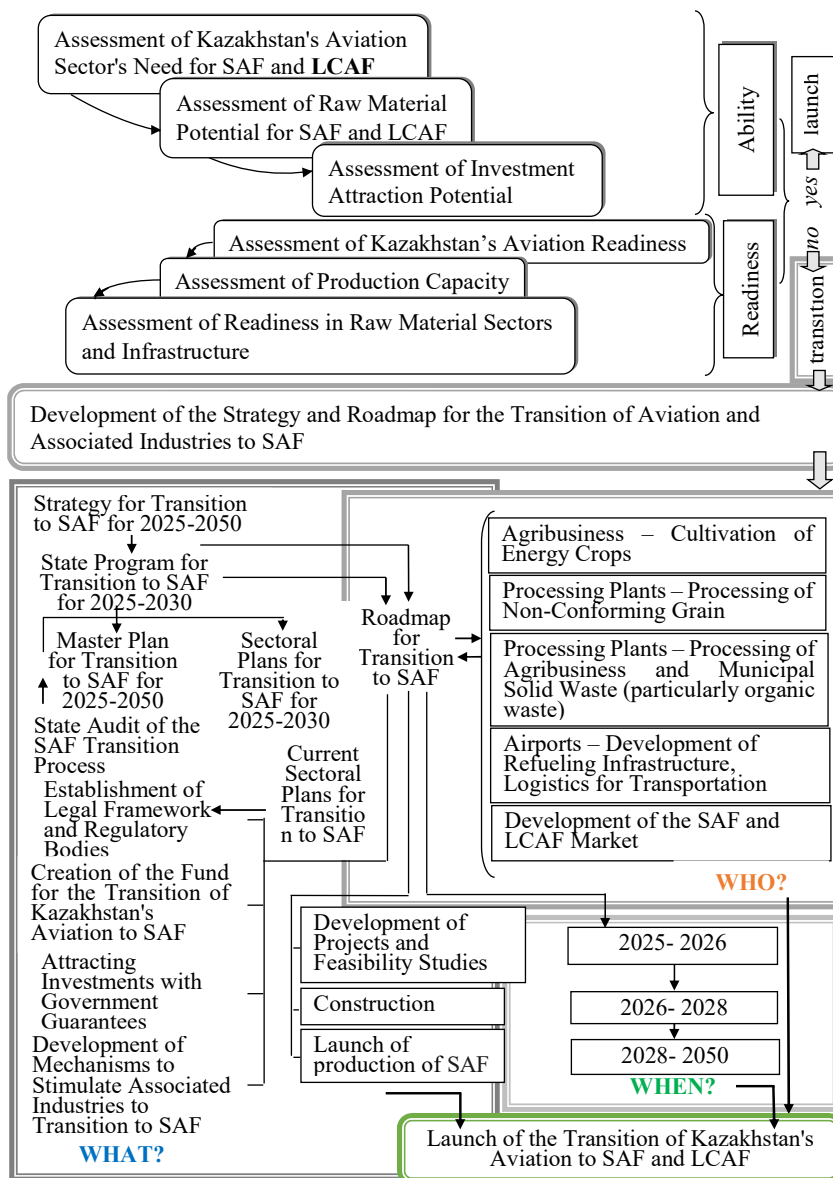 Assessment of Kazakhstan's Aviation
Sector's Need for SAF and LCAF
Assessment of Raw Material
Potential for SAF and LCAF
Assessment of Investment
Attraction Potential
Ability
launch
yes
no
Assessment of Kazakhstan’s Aviation Readiness
Assessment of Production Capacity
Assessment of Readiness in Raw Material Sectors
and Infrastructure
Readiness
transition
Development of the Strategy and Roadmap for the Transition of Aviation and
Associated Industries to SAF
Strategy for Transition
to SAF for 2025-2050
State Program for
Transition to SAF
for 2025-2030
Master Plan
for Transition
to SAF for
2025-2050
Sectoral
Plans for
Transition to
SAF for
2025-2030
State Audit of the
SAF Transition
Process
Current
Sectoral
Plans for
Transitio
n to SAF
Establishment of
Legal Framework
and Regulatory
Bodies
Creation of the Fund
for the Transition of
Kazakhstan's
Aviation to SAF
Attracting
Investments with
Government
Guarantees
Development of
Mechanisms to
Stimulate Associated
Industries to
Transition to SAF
WHAT?
Roadmap
for
Transition
to SAF
Agribusiness – Cultivation of
Energy Crops
Processing Plants – Processing of
Non-Conforming Grain
Processing Plants – Processing of
Agribusiness and Municipal
Solid Waste (particularly organic
waste)
Airports – Development of
Refueling Infrastructure,
Logistics for Transportation
Development of the SAF and
LCAF Market
WHO?
Development of
Projects and
Feasibility Studies
Construction
Launch of
production of SAF
2025- 2026
2026- 2028
2028- 2050
WHEN?
Launch of the Transition of Kazakhstan's
Aviation to SAF and LCAF